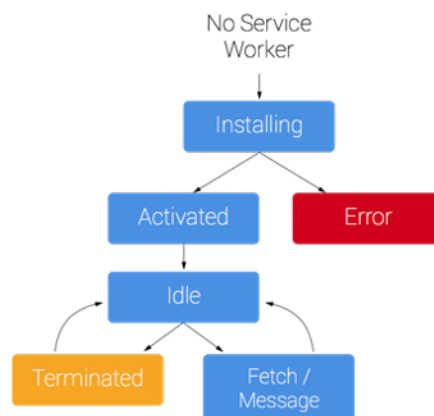 No Service
Worker
Installing
Activated
Error
Idle
Terminated
Fetch /
Message